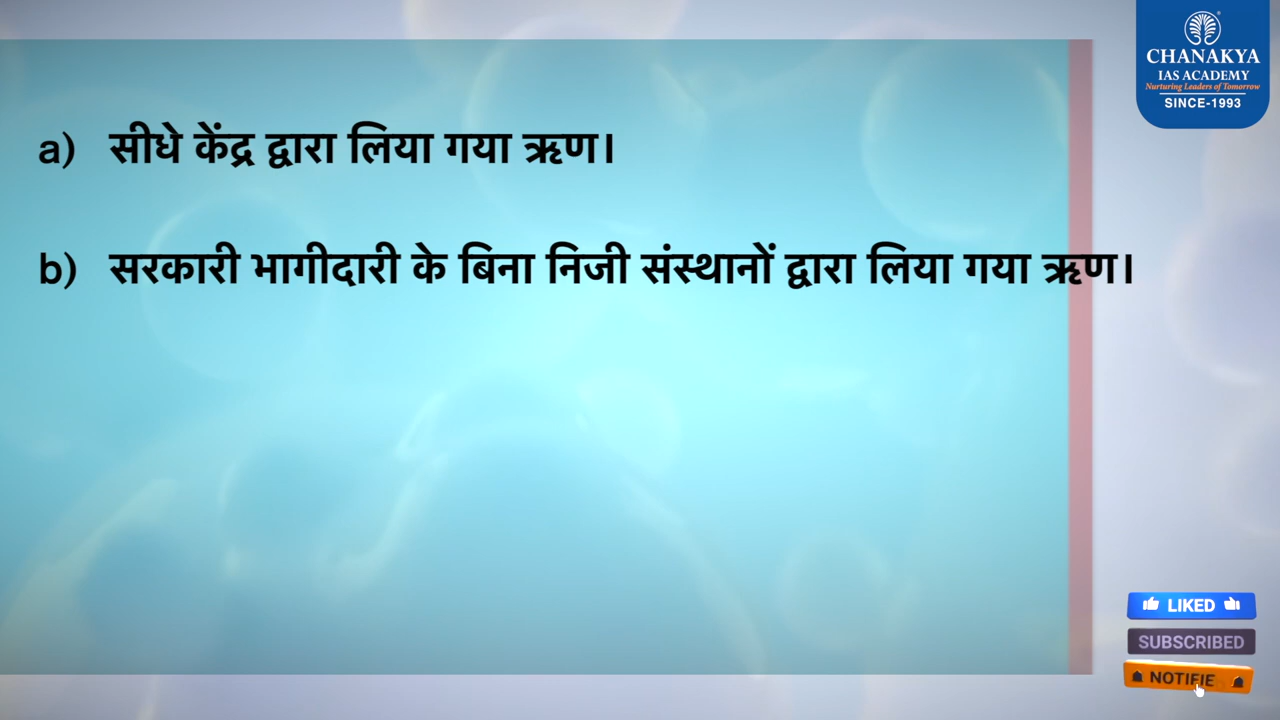 CHANAKYA
IAS ACADEMY
Nurturing Leaders of Tomorrow
SINCE-1993
a) सीधे केंद्र द्वारा लिया गया ऋण।
b) सरकारी भागीदारी के बिना निजी संस्थानों द्वारा लिया गया ऋण।
LIKED
SUBSCRIBED
NOTIFIE